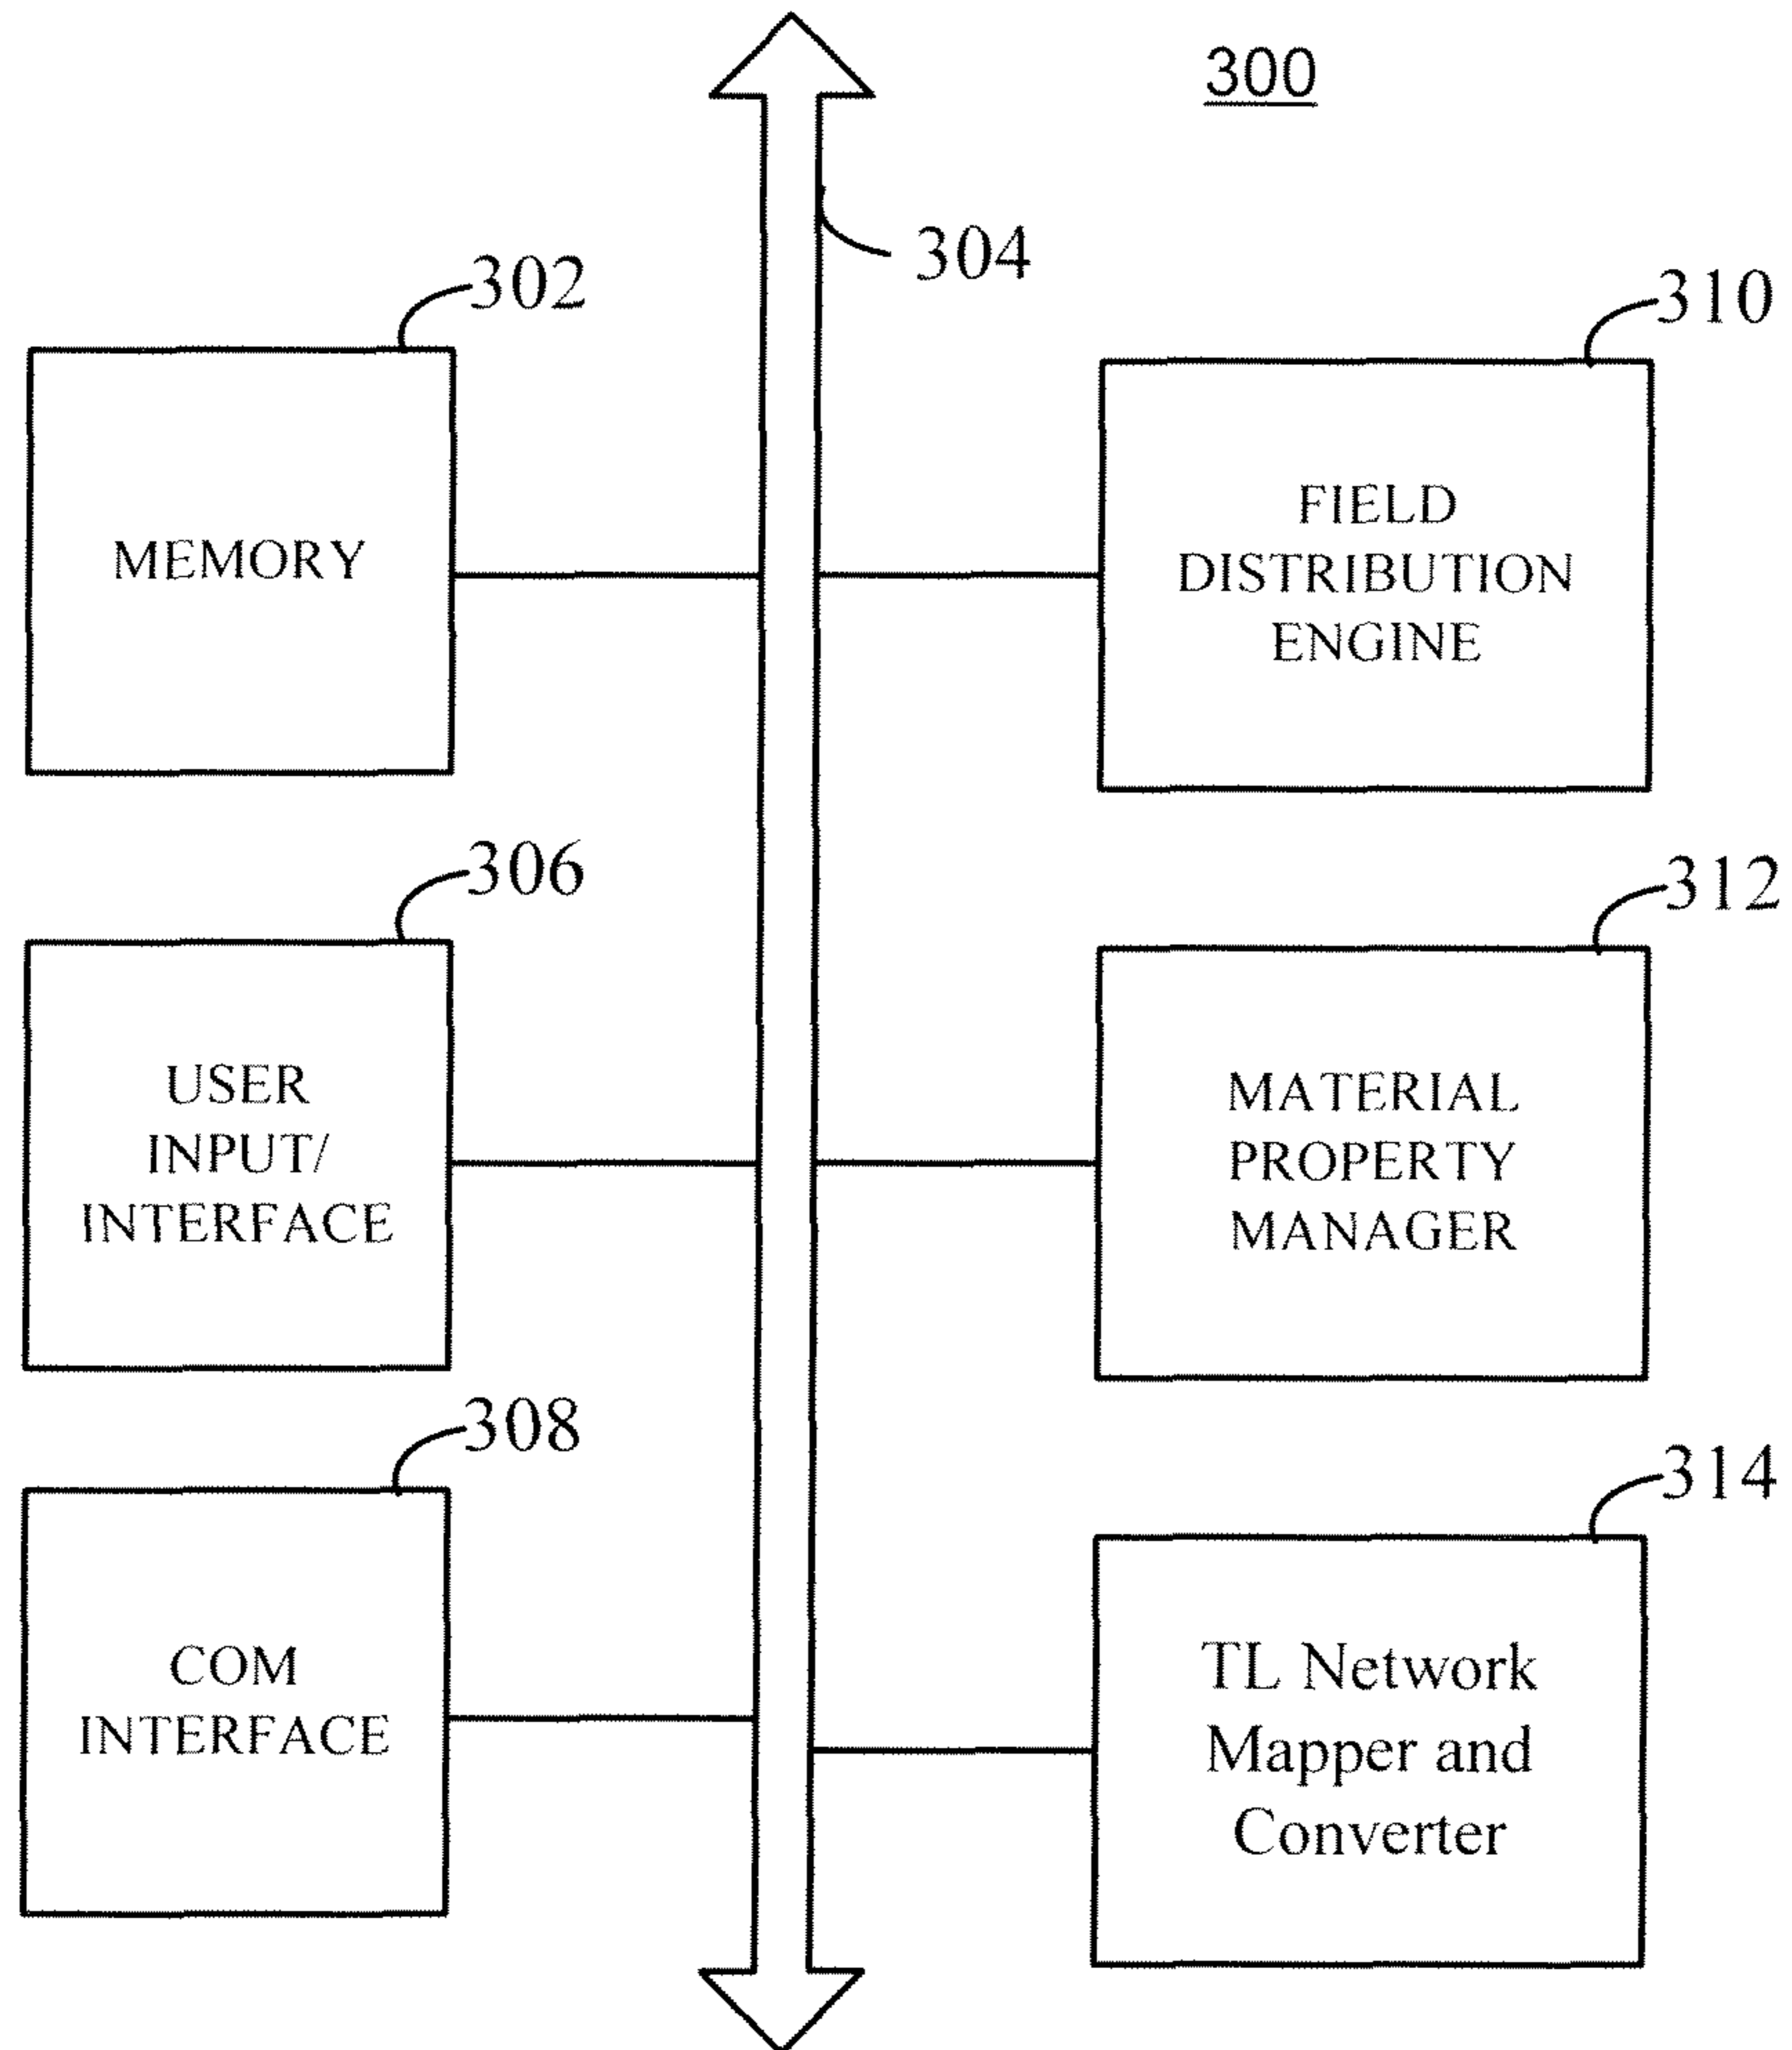 300
304
302
MEMORY
310
FIELD
DISTRIBUTION
ENGINE
306
USER
INPUT/
INTERFACE
312
MATERIAL
PROPERTY
MANAGER
308
COM
INTERFACE
314
TL Network
Mapper and
Converter